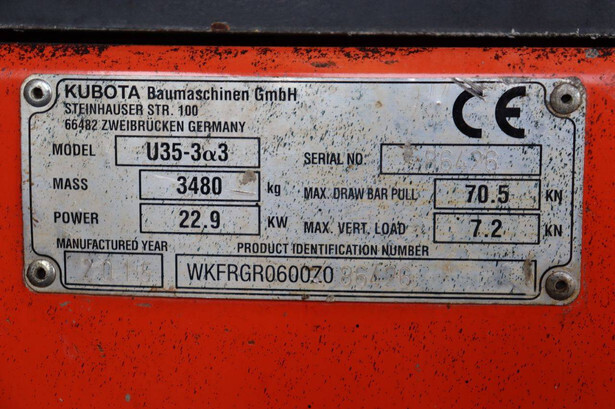 KUBOTA Baumaschinen GmbH
STEINHAUSER STR. 100
66482 ZWEIBRÜCKEN GERMANY
CE
MODEL U35-3α3
SERIAL NO.
MASS 3480 kg
MAX. DRAW BAR PULL 70.5 KN
POWER 22.9 KW
MAX. VERT. LOAD 7.2 KN
MANUFACTURED YEAR
PRODUCT IDENTIFICATION NUMBER
WKFRGR0600Z0